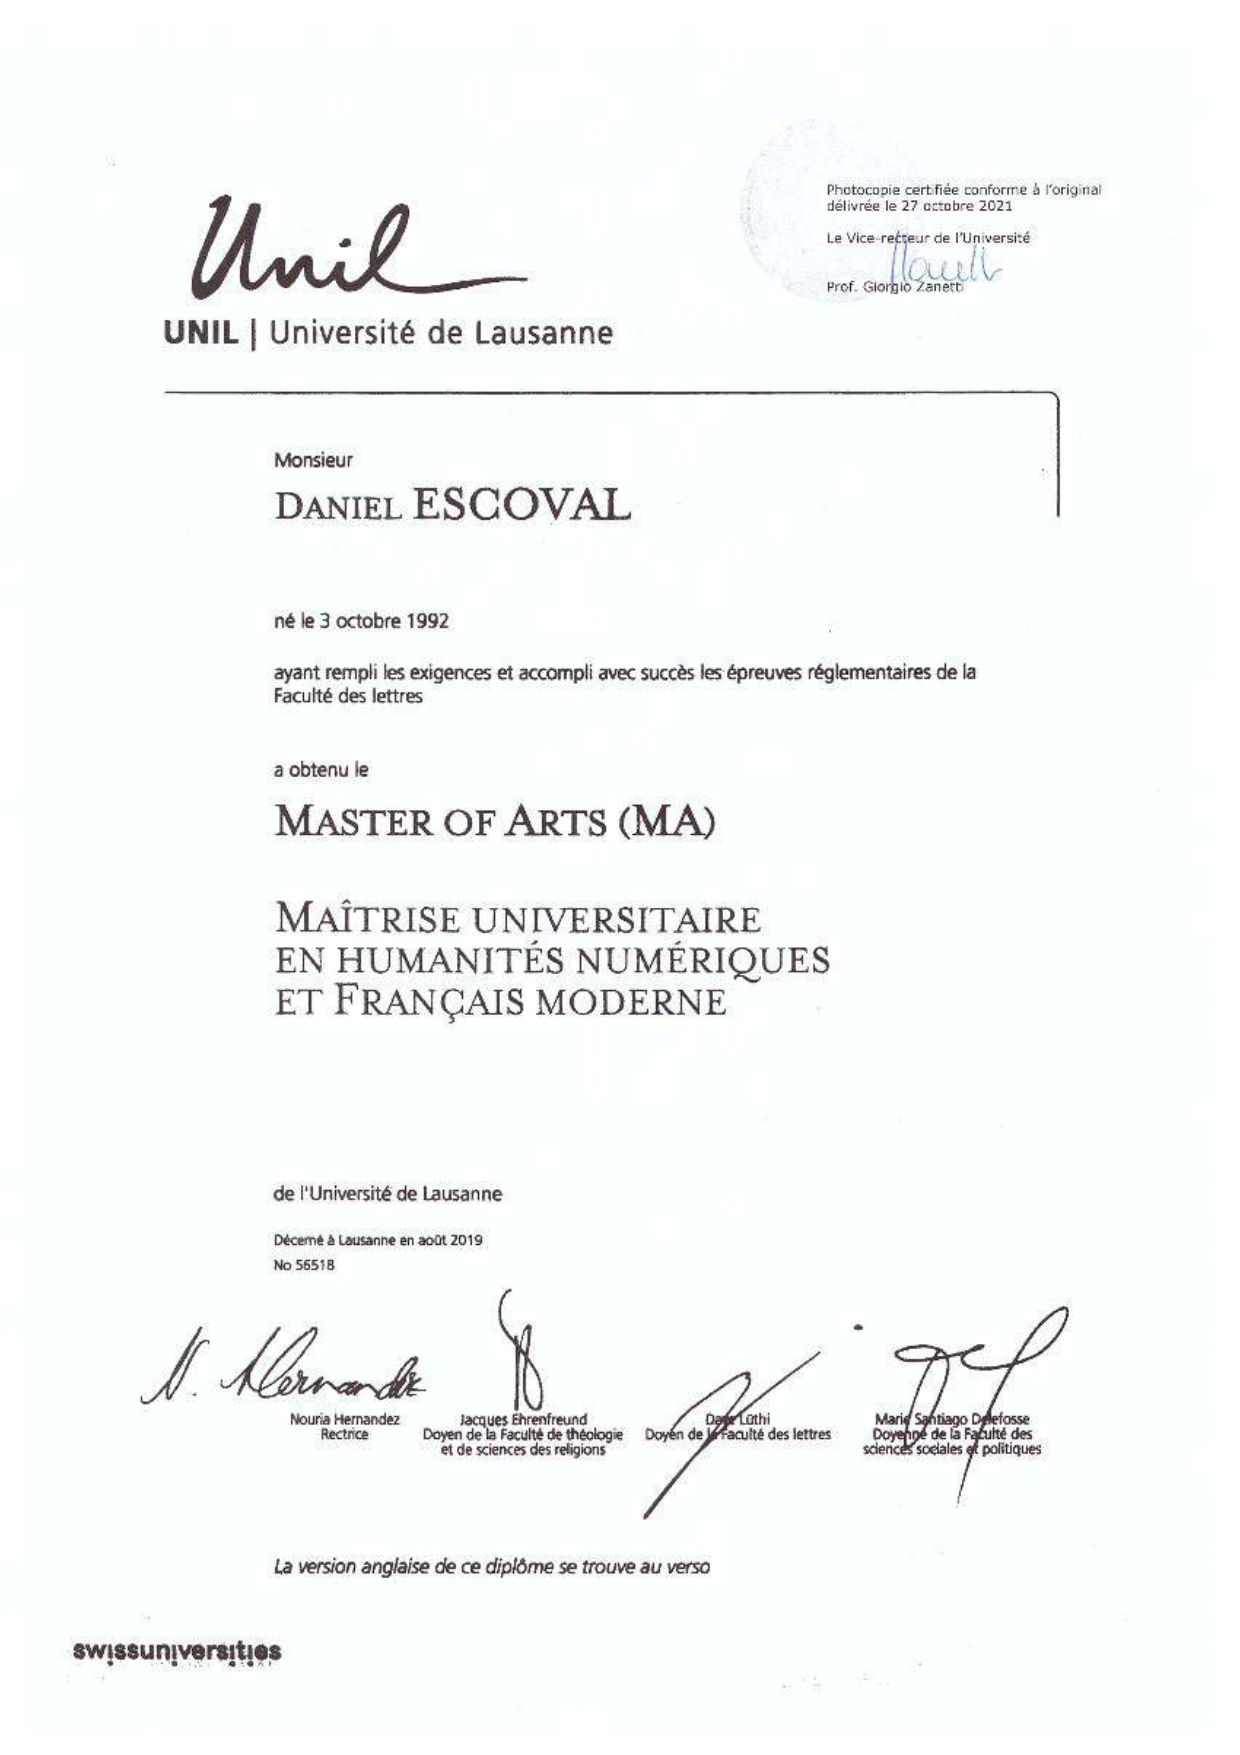 Photocopie certifiée conforme à l'original
délivrée le 27 octobre 2021
Le Vice-recteur de l'Université
Prof. Giorgio Zanetti
Unil
UNIL | Université de Lausanne
Monsieur
DANIEL ESCOVAL
né le 3 octobre 1992
ayant rempli les exigences et accompli avec succès les épreuves réglementaires de la
Faculté des lettres
a obtenu le
MASTER OF ARTS (MA)
MAÎTRISE UNIVERSITAIRE
EN HUMANITÉS NUMÉRIQUES
ET FRANÇAIS MODERNE
de l'Université de Lausanne
Décerné à Lausanne en août 2019
No 56518
N. Hernandez
Nouria Hernandez
Rectrice
Jacques Ehrenfreund
Doyen de la Faculté de théologie
et de sciences des religions
Dave Lüthi
Doyen de la Faculté des lettres
Marie Santiago Delefosse
Doyenne de la Faculté des
sciences sociales et politiques
La version anglaise de ce diplôme se trouve au verso
swissuniversities